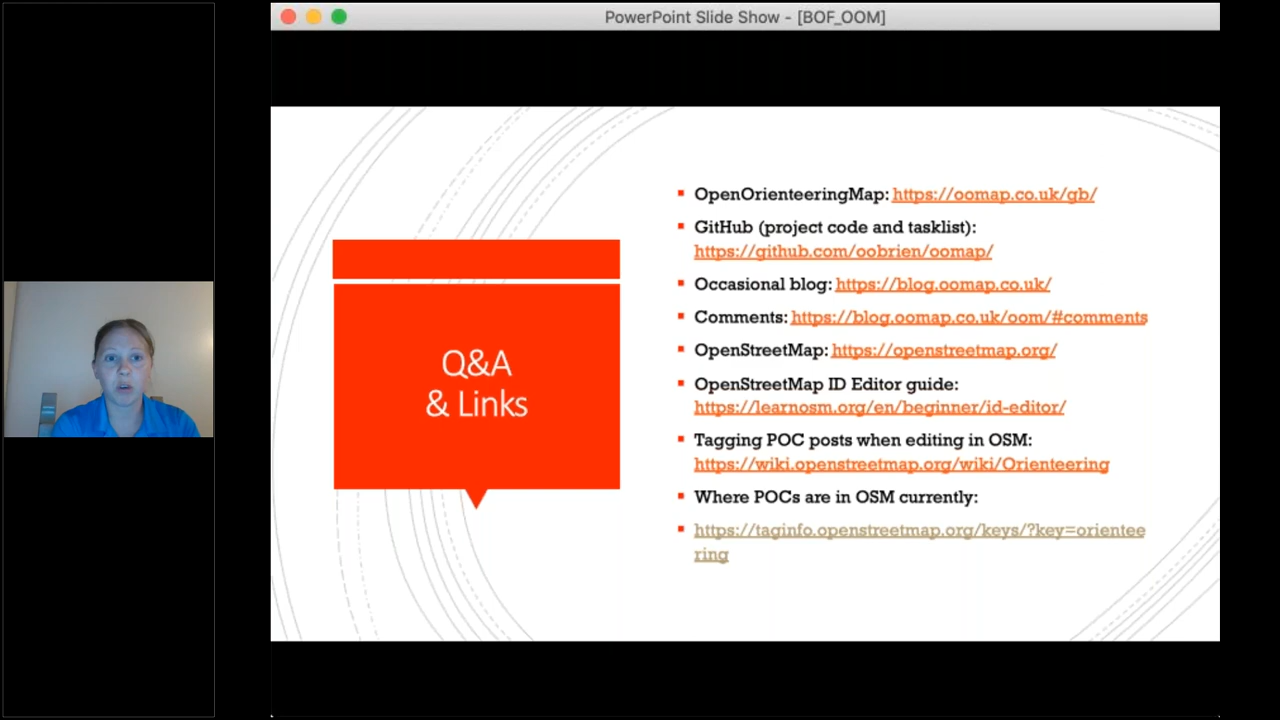 PowerPoint Slide Show - [BOF_OOM]
Q&A
& Links
OpenOrienteeringMap: https://oomap.co.uk/gb/
GitHub (project code and tasklist):
https://github.com/oobrien/oomap/
Occasional blog: https://blog.oomap.co.uk/
Comments: https://blog.oomap.co.uk/oom/#comments
OpenStreetMap: https://openstreetmap.org/
OpenStreetMap ID Editor guide:
https://learnosm.org/en/beginner/id-editor/
Tagging POC posts when editing in OSM:
https://wiki.openstreetmap.org/wiki/Orienteering
Where POCs are in OSM currently:
https://taginfo.openstreetmap.org/keys/?key=orientee
ring